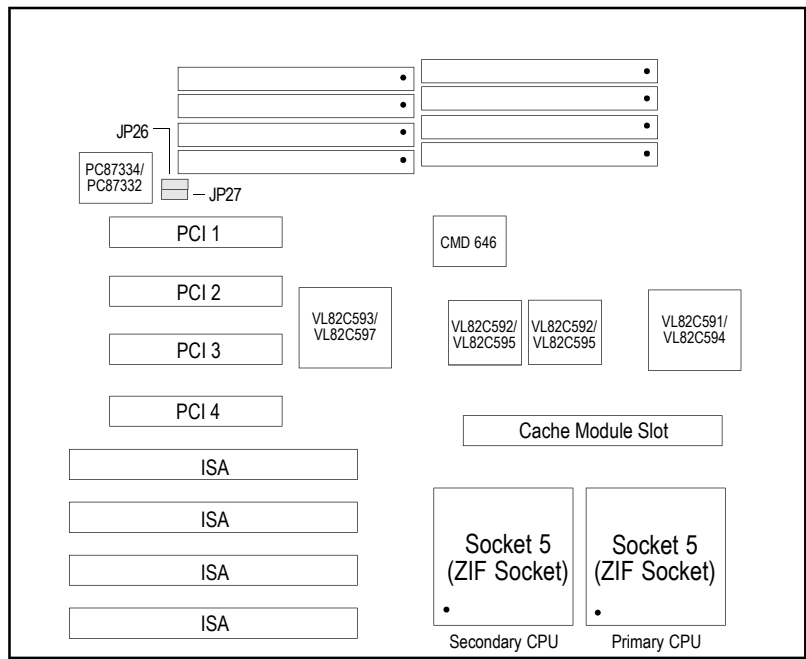 JP26
PC87334/
PC87332
JP27
PCI 1
CMD 646
PCI 2
VL82C593/
VL82C597
VL82C592/
VL82C595
VL82C592/
VL82C595
VL82C591/
VL82C594
PCI 3
PCI 4
Cache Module Slot
ISA
ISA
ISA
ISA
Socket 5
(ZIF Socket)
Socket 5
(ZIF Socket)
Secondary CPU
Primary CPU